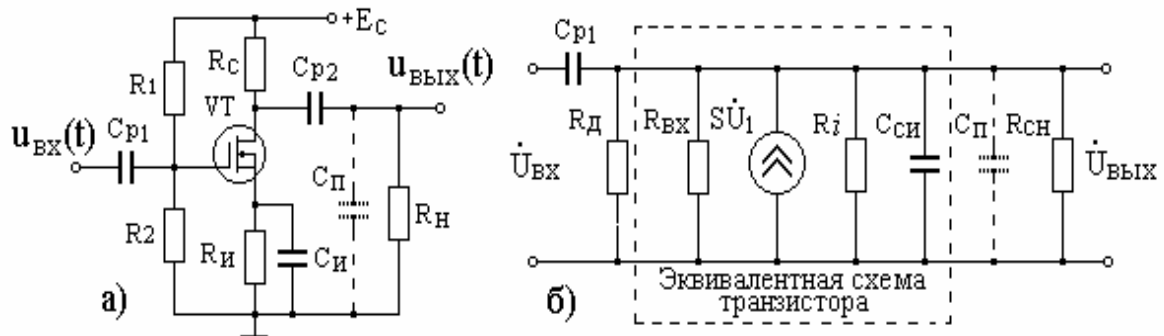 +Eс
R1
Rс
Cр2
uвых(t)
VT
uвх(t)
Cр1
Cп
Rн
R2
Rи
Cи
а)
Cр1
Rд
Rвх
SU̇1
Ri
Cси
Cп
Rсн
U̇вх
U̇вых
Эквивалентная схема
транзистора
б)